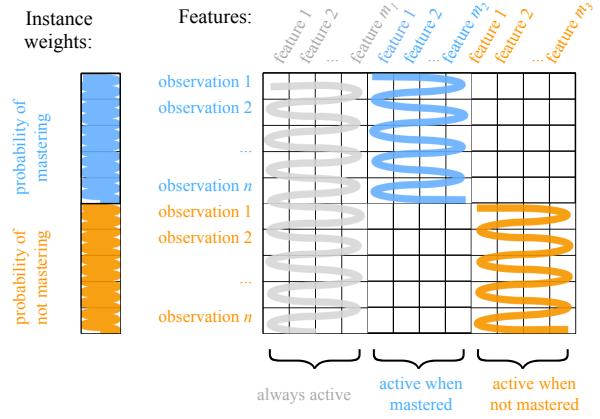 Instance
weights:
Features:
feature 1
feature 2
...
feature m1
feature 1
feature 2
...
feature m2
feature 1
feature 2
...
feature m3
probability of
mastering
observation 1
observation 2
...
observation n
probability of
not mastering
observation 1
observation 2
...
observation n
always active
active when
mastered
active when
not mastered